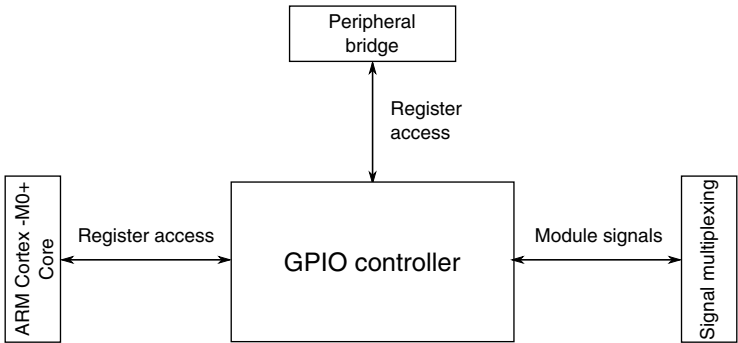 Peripheral
bridge
Register
access
ARM Cortex -M0+
Core
Register access
GPIO controller
Module signals
Signal multiplexing